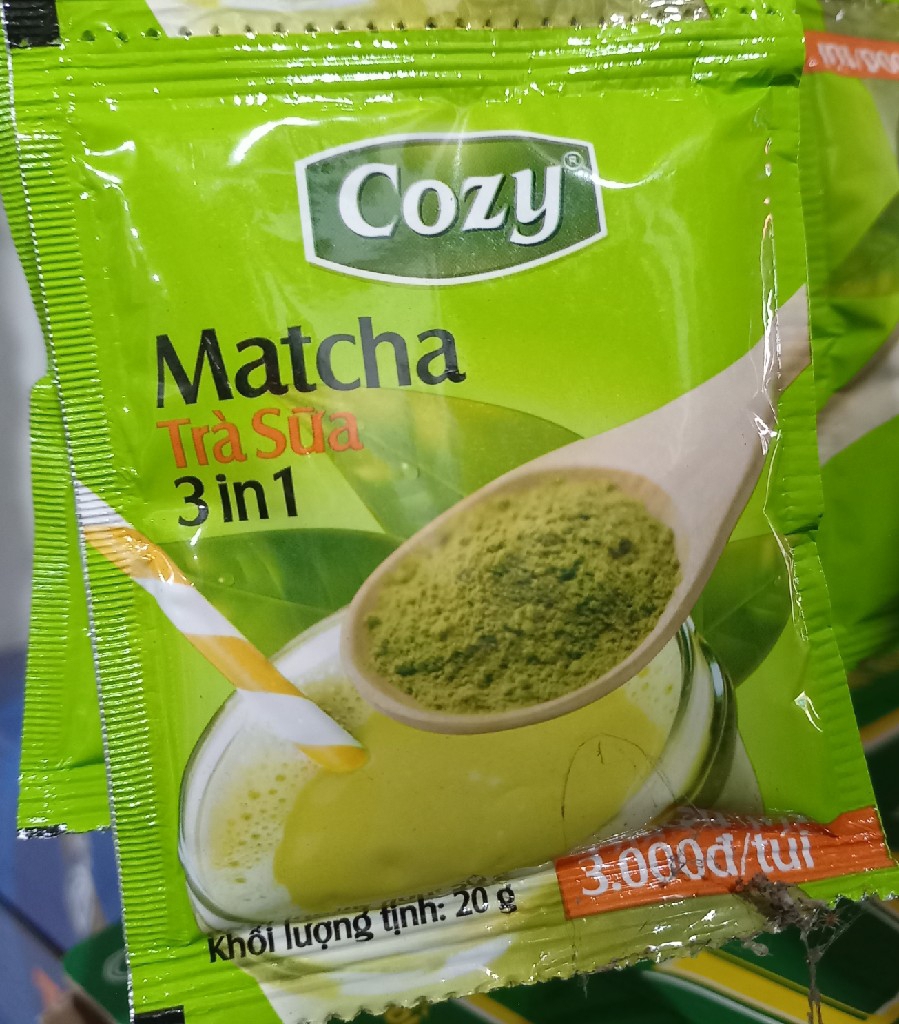 Cozy®
Matcha
Trà Sữa
3 in 1
3.000đ/túi
Khối lượng tịnh: 20 g